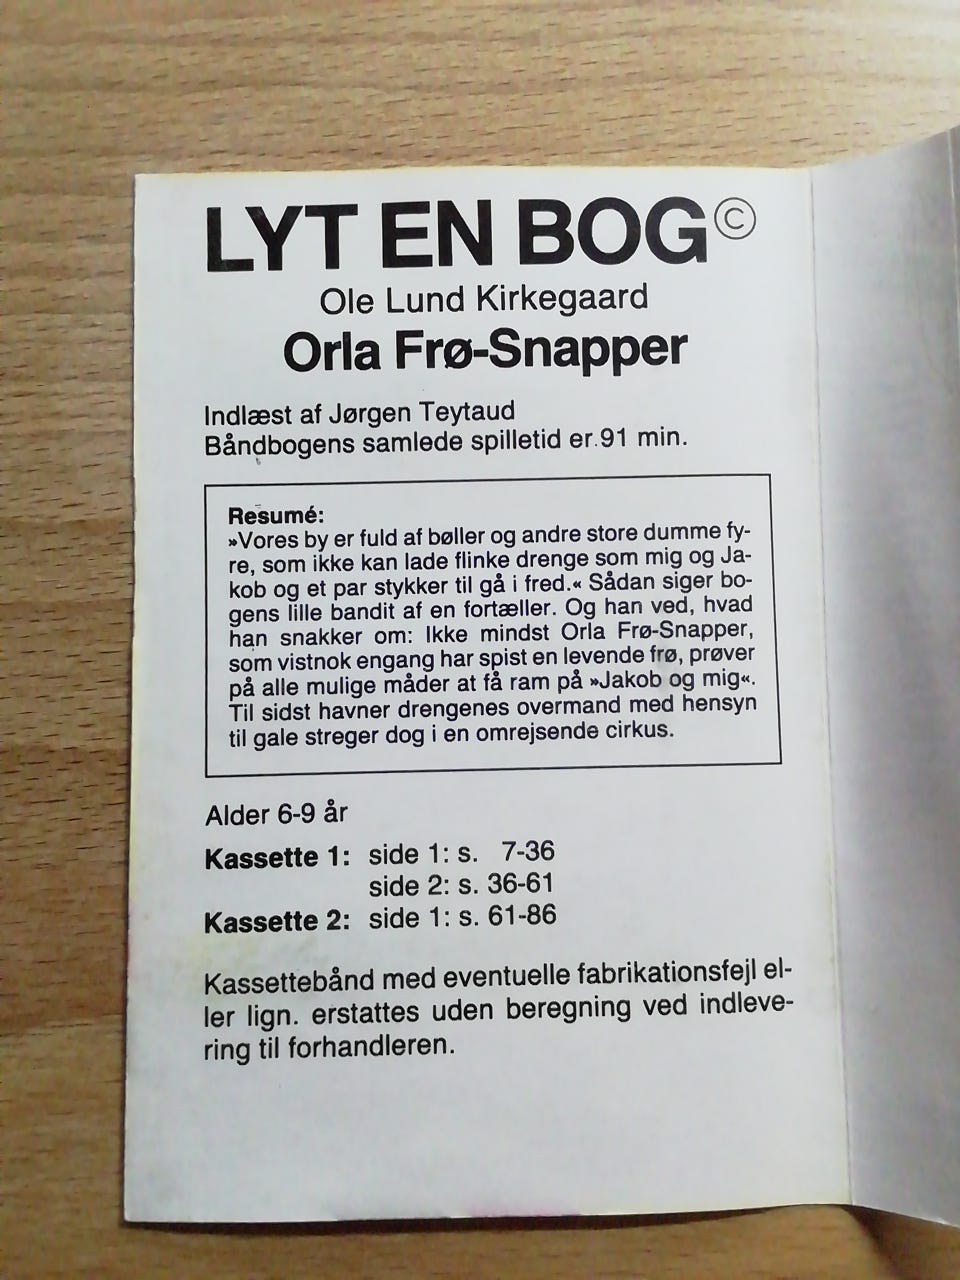 LYT EN BOG©
Ole Lund Kirkegaard
Orla Frø-Snapper
Indlæst af Jørgen Teytaud
Båndbogens samlede spilletid er 91 min.
Resumé:
»Vores by er fuld af bøller og andre store dumme fy-
re, som ikke kan lade flinke drenge som mig og Ja-
kob og et par stykker til gå i fred.« Sådan siger bo-
gens lille bandit af en fortæller. Og han ved, hvad
han snakker om: Ikke mindst Orla Frø-Snapper,
som vistnok engang har spist en levende frø, prøver
på alle mulige måder at få ram på »Jakob og mig«.
Til sidst havner drengenes overmand med hensyn
til gale streger dog i en omrejsende cirkus.
Alder 6-9 år
Kassette 1: side 1: s. 7-36
side 2: s. 36-61
Kassette 2: side 1: s. 61-86
Kassettebånd med eventuelle fabrikationsfejl el-
ler lign. erstattes uden beregning ved indleve-
ring til forhandleren.